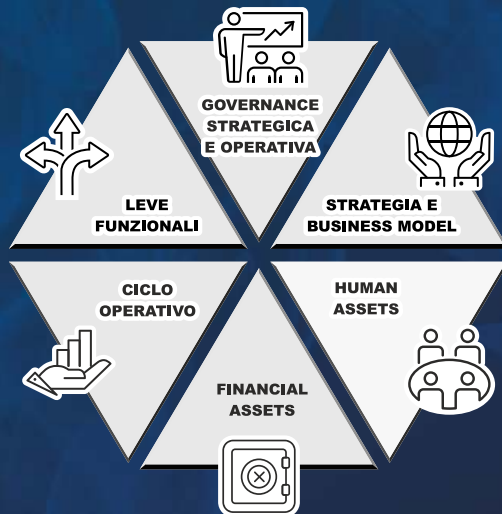 GOVERNANCE
STRATEGICA
E OPERATIVA
LEVE
FUNZIONALI
STRATEGIA E
BUSINESS MODEL
CICLO
OPERATIVO
HUMAN
ASSETS
FINANCIAL
ASSETS